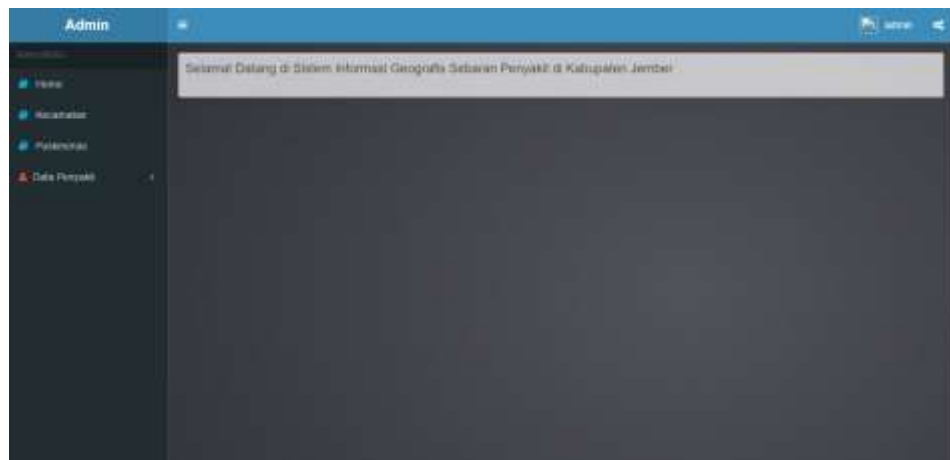 Admin
admin
Selamat Datang di Sistem Informasi Geografis Sebaran Penyakit di Kabupaten Jember
Home
Kecamatan
Puskesmas
Data Penyakit